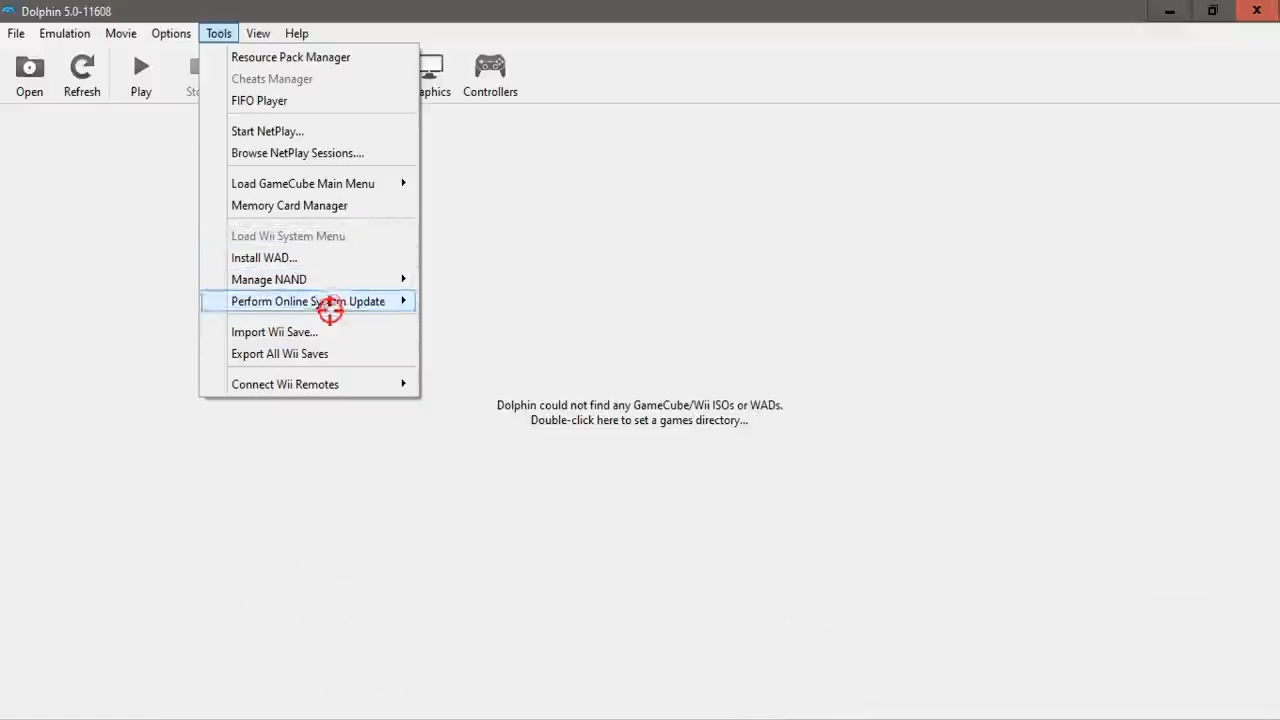 Dolphin 5.0-11608
File Emulation Movie Options Tools View Help
Open Refresh Play Controllers
Resource Pack Manager
Cheats Manager
FIFO Player
Start NetPlay...
Browse NetPlay Sessions....
Load GameCube Main Menu
Memory Card Manager
Load Wii System Menu
Install WAD...
Manage NAND
Perform Online System Update
Import Wii Save...
Export All Wii Saves
Connect Wii Remotes
Dolphin could not find any GameCube/Wii ISOs or WADs.
Double-click here to set a games directory...